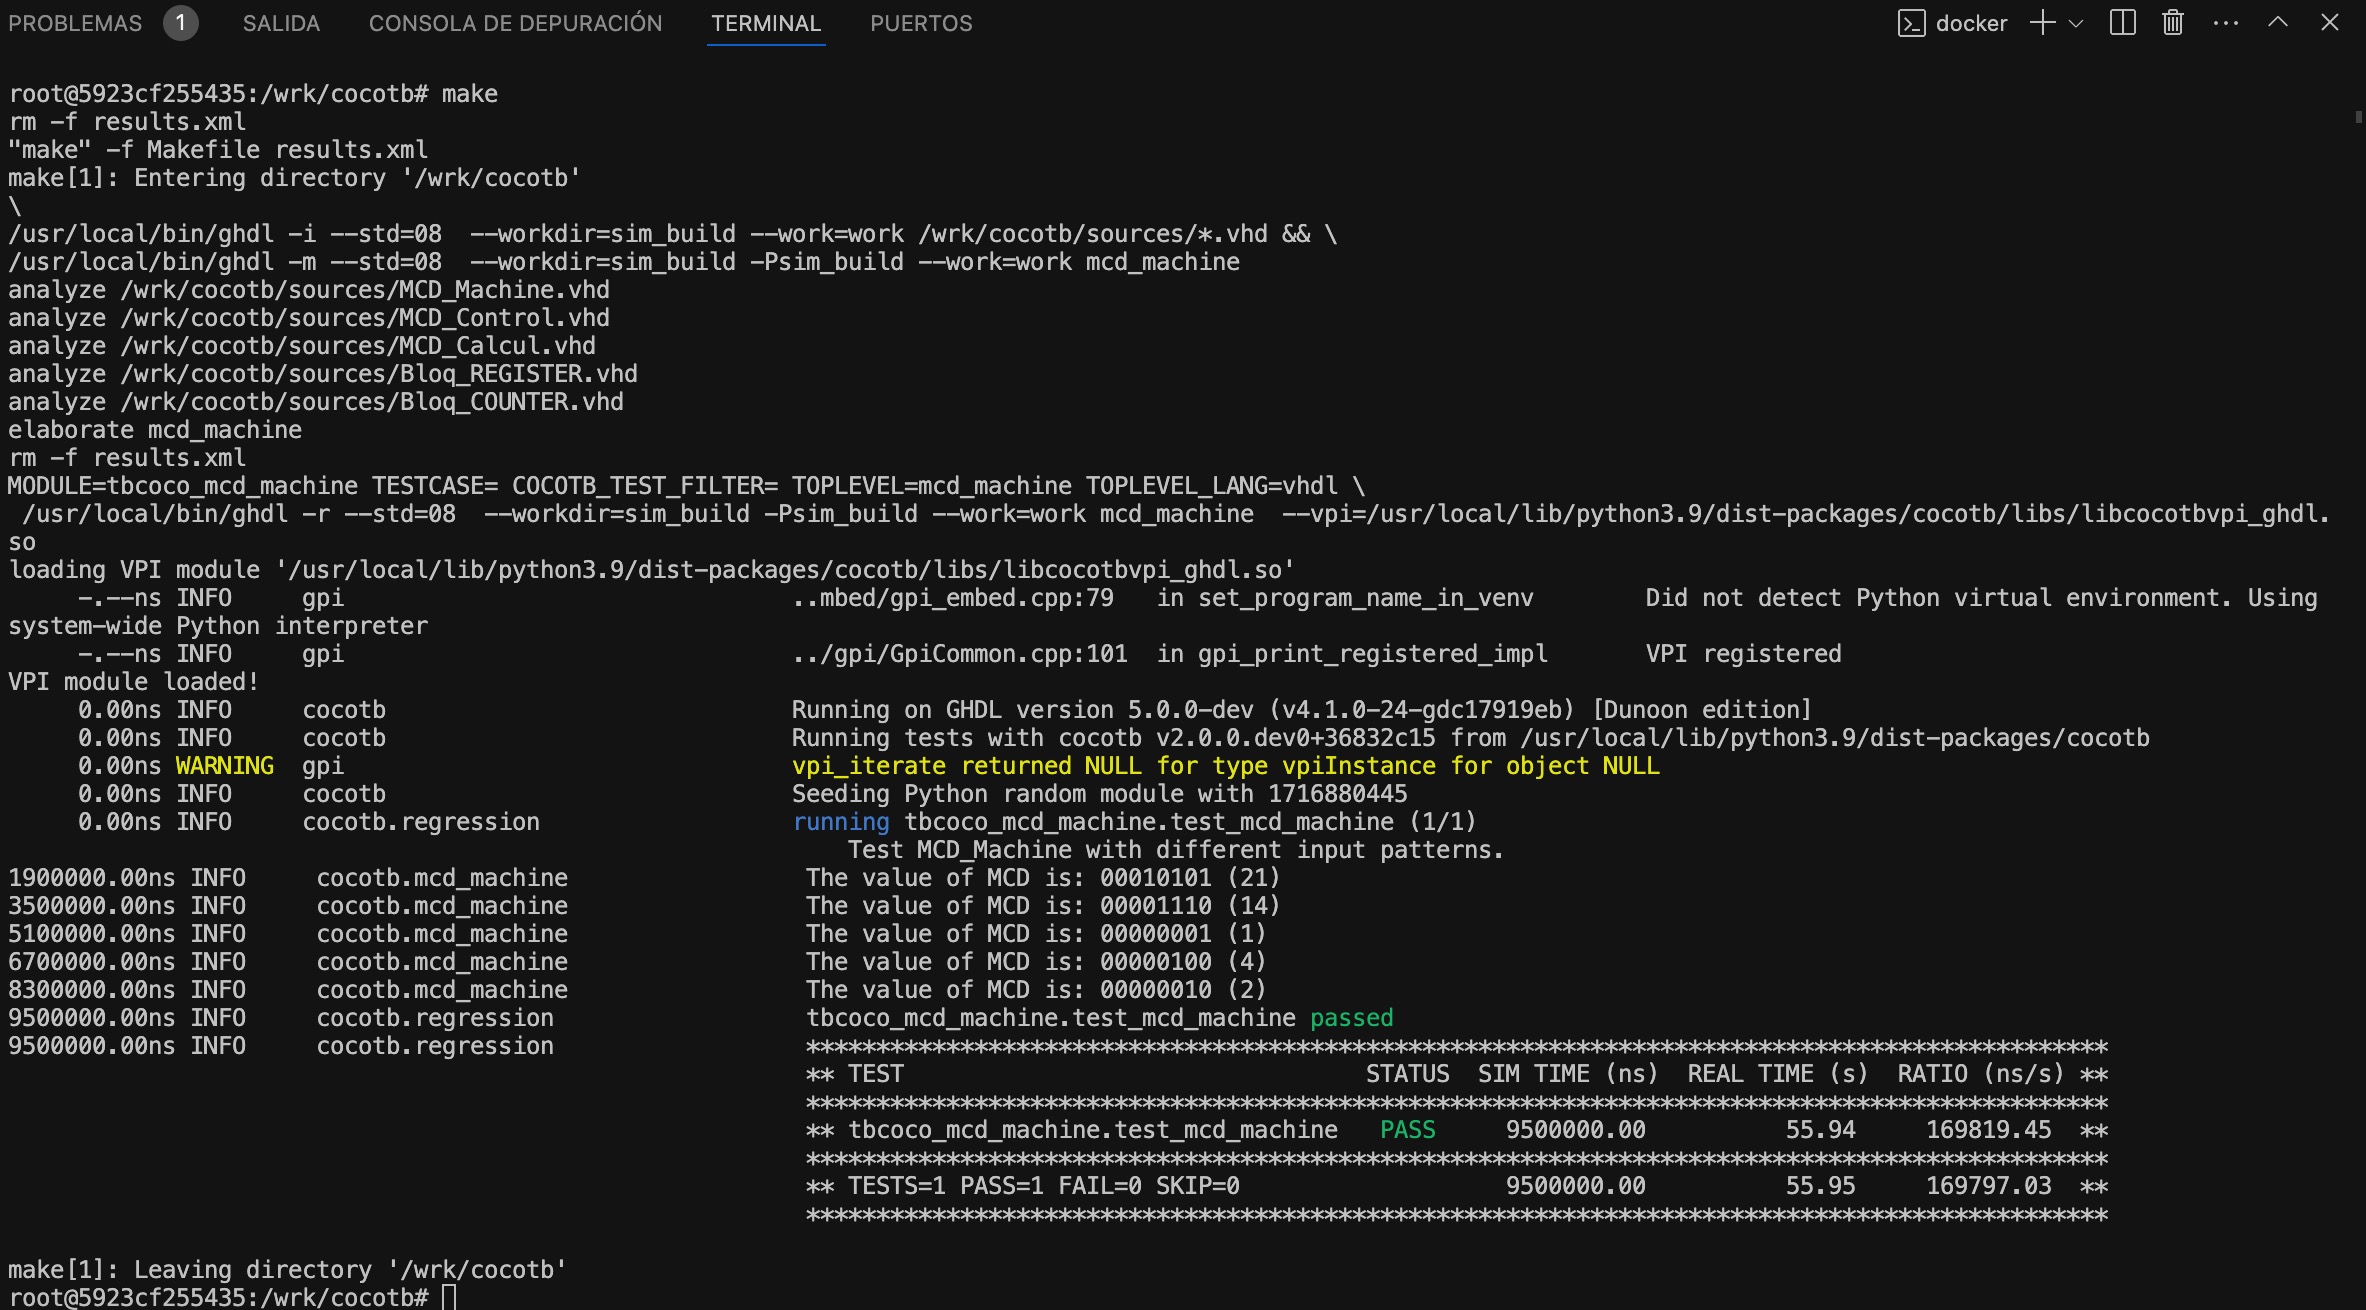 PROBLEMAS 1 SALIDA CONSOLA DE DEPURACIÓN TERMINAL PUERTOS docker
root@5923cf255435:/wrk/cocotb# make
rm -f results.xml
"make" -f Makefile results.xml
make[1]: Entering directory '/wrk/cocotb'
\
/usr/local/bin/ghdl -i --std=08  --workdir=sim_build --work=work /wrk/cocotb/sources/*.vhd && \
/usr/local/bin/ghdl -m --std=08  --workdir=sim_build -Psim_build --work=work mcd_machine
analyze /wrk/cocotb/sources/MCD_Machine.vhd
analyze /wrk/cocotb/sources/MCD_Control.vhd
analyze /wrk/cocotb/sources/MCD_Calcul.vhd
analyze /wrk/cocotb/sources/Bloq_REGISTER.vhd
analyze /wrk/cocotb/sources/Bloq_COUNTER.vhd
elaborate mcd_machine
rm -f results.xml
MODULE=tbcoco_mcd_machine TESTCASE= COCOTB_TEST_FILTER= TOPLEVEL=mcd_machine TOPLEVEL_LANG=vhdl \
 /usr/local/bin/ghdl -r --std=08  --workdir=sim_build -Psim_build --work=work mcd_machine  --vpi=/usr/local/lib/python3.9/dist-packages/cocotb/libs/libcocotbvpi_ghdl.
so
loading VPI module '/usr/local/lib/python3.9/dist-packages/cocotb/libs/libcocotbvpi_ghdl.so'
     -.--ns INFO     gpi                                ..mbed/gpi_embed.cpp:79   in set_program_name_in_venv        Did not detect Python virtual environment. Using
system-wide Python interpreter
     -.--ns INFO     gpi                                ../gpi/GpiCommon.cpp:101  in gpi_print_registered_impl       VPI registered
VPI module loaded!
     0.00ns INFO     cocotb                             Running on GHDL version 5.0.0-dev (v4.1.0-24-gdc17919eb) [Dunoon edition]
     0.00ns INFO     cocotb                             Running tests with cocotb v2.0.0.dev0+36832c15 from /usr/local/lib/python3.9/dist-packages/cocotb
     0.00ns WARNING  gpi                                vpi_iterate returned NULL for type vpiInstance for object NULL
     0.00ns INFO     cocotb                             Seeding Python random module with 1716880445
     0.00ns INFO     cocotb.regression                  running tbcoco_mcd_machine.test_mcd_machine (1/1)
                                                            Test MCD_Machine with different input patterns.
1900000.00ns INFO     cocotb.mcd_machine                 The value of MCD is: 00010101 (21)
3500000.00ns INFO     cocotb.mcd_machine                 The value of MCD is: 00001110 (14)
5100000.00ns INFO     cocotb.mcd_machine                 The value of MCD is: 00000001 (1)
6700000.00ns INFO     cocotb.mcd_machine                 The value of MCD is: 00000100 (4)
8300000.00ns INFO     cocotb.mcd_machine                 The value of MCD is: 00000010 (2)
9500000.00ns INFO     cocotb.regression                  tbcoco_mcd_machine.test_mcd_machine passed
9500000.00ns INFO     cocotb.regression                  *********************************************************************************************
                                                         ** TEST                                 STATUS  SIM TIME (ns)  REAL TIME (s)  RATIO (ns/s) **
                                                         *********************************************************************************************
                                                         ** tbcoco_mcd_machine.test_mcd_machine   PASS     9500000.00          55.94     169819.45  **
                                                         *********************************************************************************************
                                                         ** TESTS=1 PASS=1 FAIL=0 SKIP=0                   9500000.00          55.95     169797.03  **
                                                         *********************************************************************************************
make[1]: Leaving directory '/wrk/cocotb'
root@5923cf255435:/wrk/cocotb#